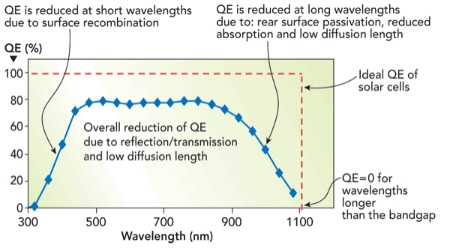 QE is reduced at short wavelengths
due to surface recombination
QE is reduced at long wavelengths
due to: rear surface passivation, reduced
absorption and low diffusion length
QE (%)
100
80
60
40
20
0
Overall reduction of QE
due to reflection/transmission
and low diffusion length
Ideal QE of
solar cells
QE=0 for
wavelengths
longer
than the bandgap
300
500
700
900
1100
Wavelength (nm)